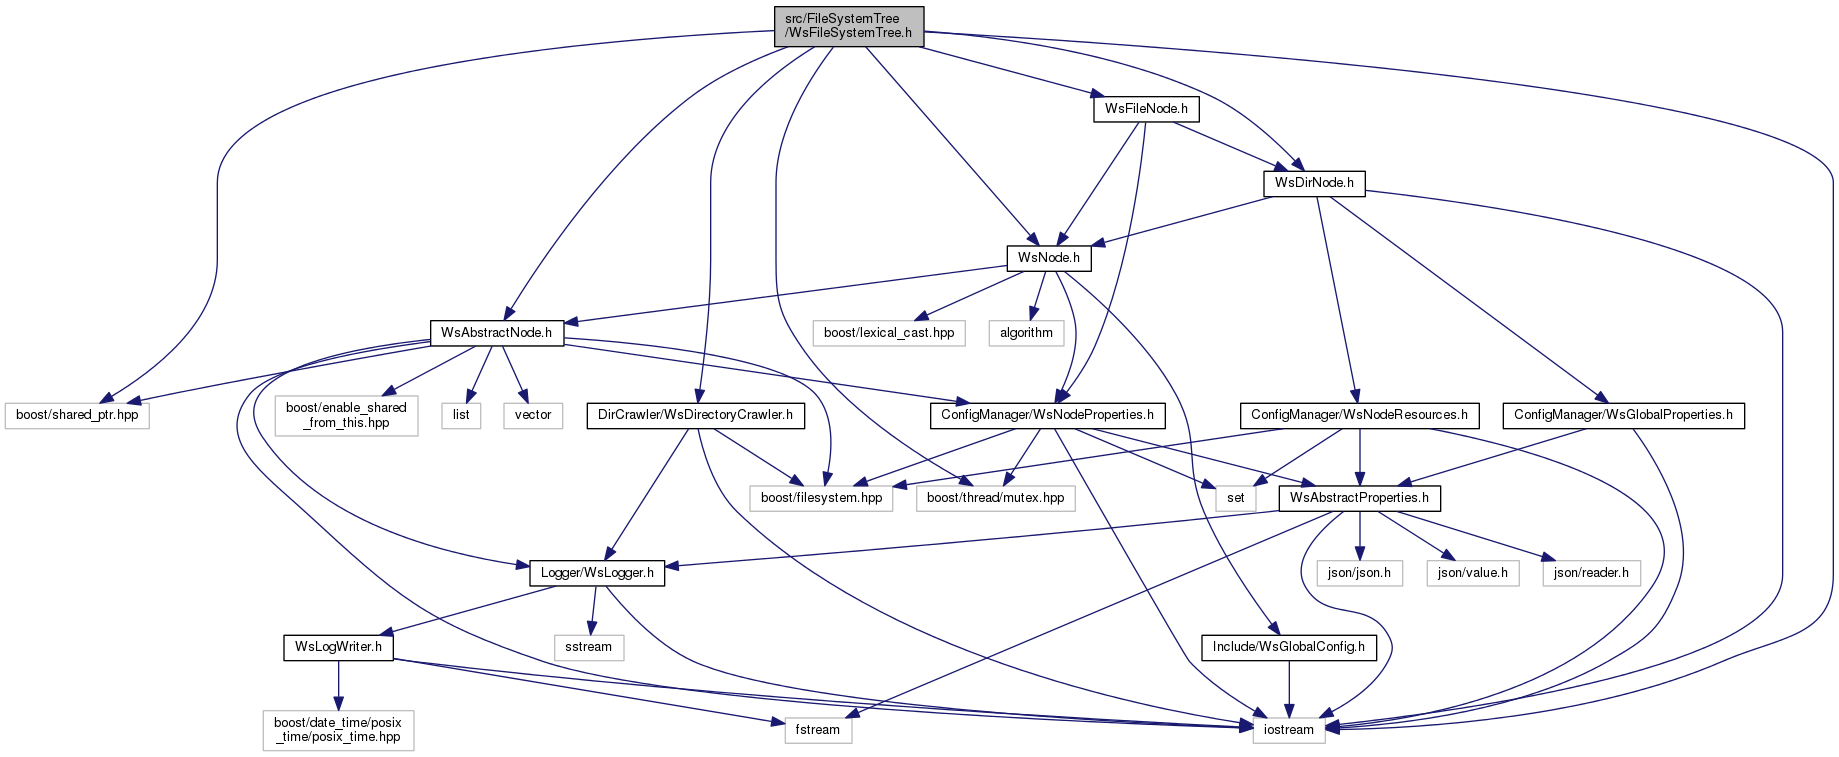 src/FileSystemTree
/WsFileSystemTree.h
WsFileNode.h
WsDirNode.h
WsNode.h
WsAbstractNode.h
boost/lexical_cast.hpp
algorithm
boost/shared_ptr.hpp
boost/enable_shared
_from_this.hpp
list
vector
DirCrawler/WsDirectoryCrawler.h
ConfigManager/WsNodeProperties.h
ConfigManager/WsNodeResources.h
ConfigManager/WsGlobalProperties.h
boost/filesystem.hpp
boost/thread/mutex.hpp
set
WsAbstractProperties.h
Logger/WsLogger.h
json/json.h
json/value.h
json/reader.h
WsLogWriter.h
sstream
Include/WsGlobalConfig.h
boost/date_time/posix
_time/posix_time.hpp
fstream
iostream